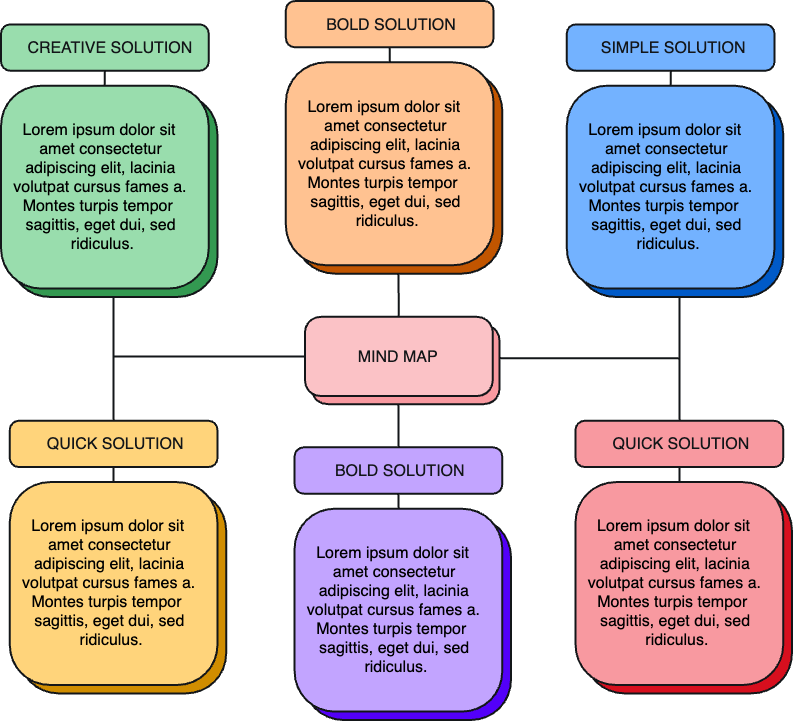 CREATIVE SOLUTION
Lorem ipsum dolor sit
amet consectetur
adipiscing elit, lacinia
volutpat cursus fames a.
Montes turpis tempor
sagittis, eget dui, sed
ridiculus.
BOLD SOLUTION
Lorem ipsum dolor sit
amet consectetur
adipiscing elit, lacinia
volutpat cursus fames a.
Montes turpis tempor
sagittis, eget dui, sed
ridiculus.
SIMPLE SOLUTION
Lorem ipsum dolor sit
amet consectetur
adipiscing elit, lacinia
volutpat cursus fames a.
Montes turpis tempor
sagittis, eget dui, sed
ridiculus.
MIND MAP
QUICK SOLUTION
Lorem ipsum dolor sit
amet consectetur
adipiscing elit, lacinia
volutpat cursus fames a.
Montes turpis tempor
sagittis, eget dui, sed
ridiculus.
BOLD SOLUTION
Lorem ipsum dolor sit
amet consectetur
adipiscing elit, lacinia
volutpat cursus fames a.
Montes turpis tempor
sagittis, eget dui, sed
ridiculus.
QUICK SOLUTION
Lorem ipsum dolor sit
amet consectetur
adipiscing elit, lacinia
volutpat cursus fames a.
Montes turpis tempor
sagittis, eget dui, sed
ridiculus.